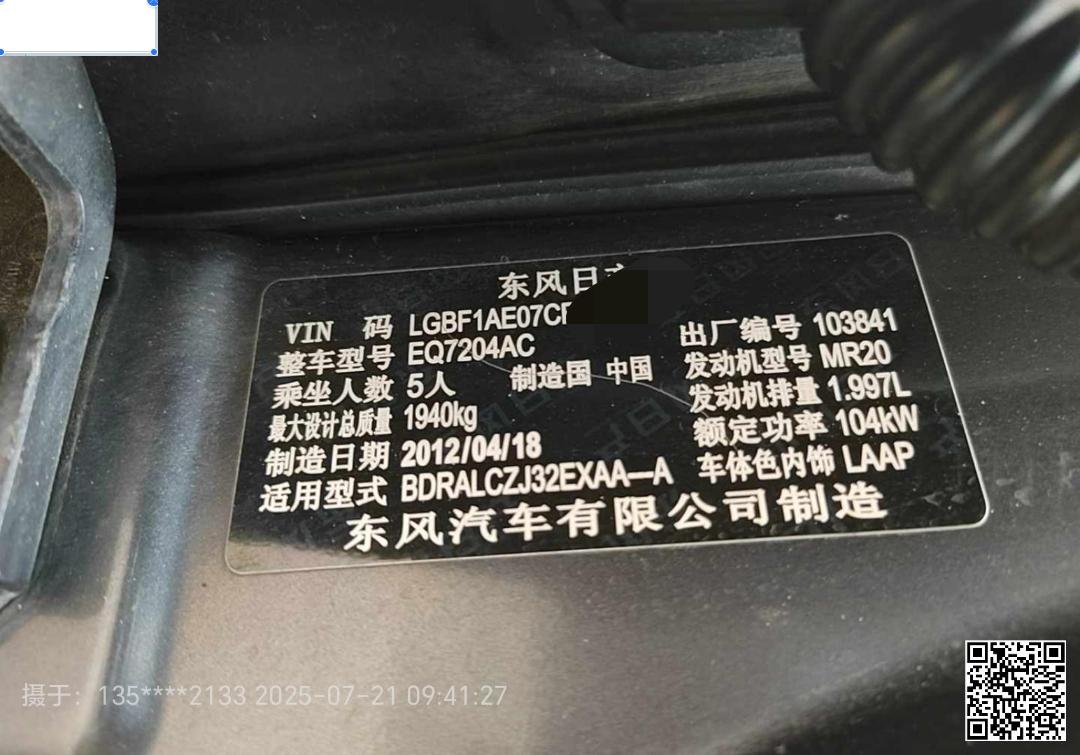 东风日
VIN 码 LGBF1AE07C 出厂编号 103841
整车型号 EQ7204AC 发动机型号 MR20
乘坐人数 5人 制造国 中国 发动机排量 1.997L
最大设计总质量 1940kg 额定功率 104kW
制造日期 2012/04/18 车体色内饰 LAAP
适用型式 BDRALCZJ32EXAA—A
东风汽车有限公司制造
摄于：135****2133 2025-07-21 09:41:27